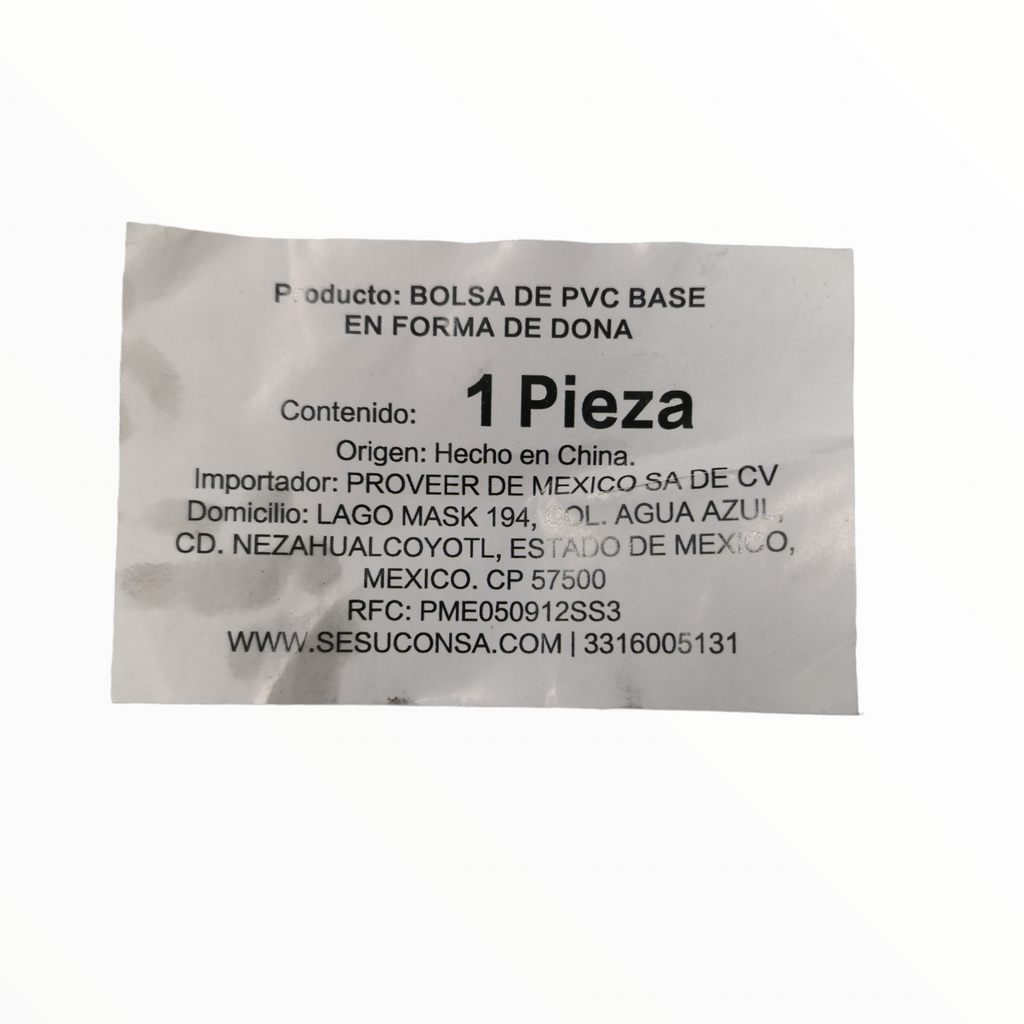 Producto: BOLSA DE PVC BASE
EN FORMA DE DONA
Contenido: 1 Pieza
Origen: Hecho en China.
Importador: PROVEER DE MEXICO SA DE CV
Domicilio: LAGO MASK 194, COL. AGUA AZUL,
CD. NEZAHUALCOYOTL, ESTADO DE MEXICO,
MEXICO. CP 57500
RFC: PME050912SS3
WWW.SESUCONSA.COM | 3316005131